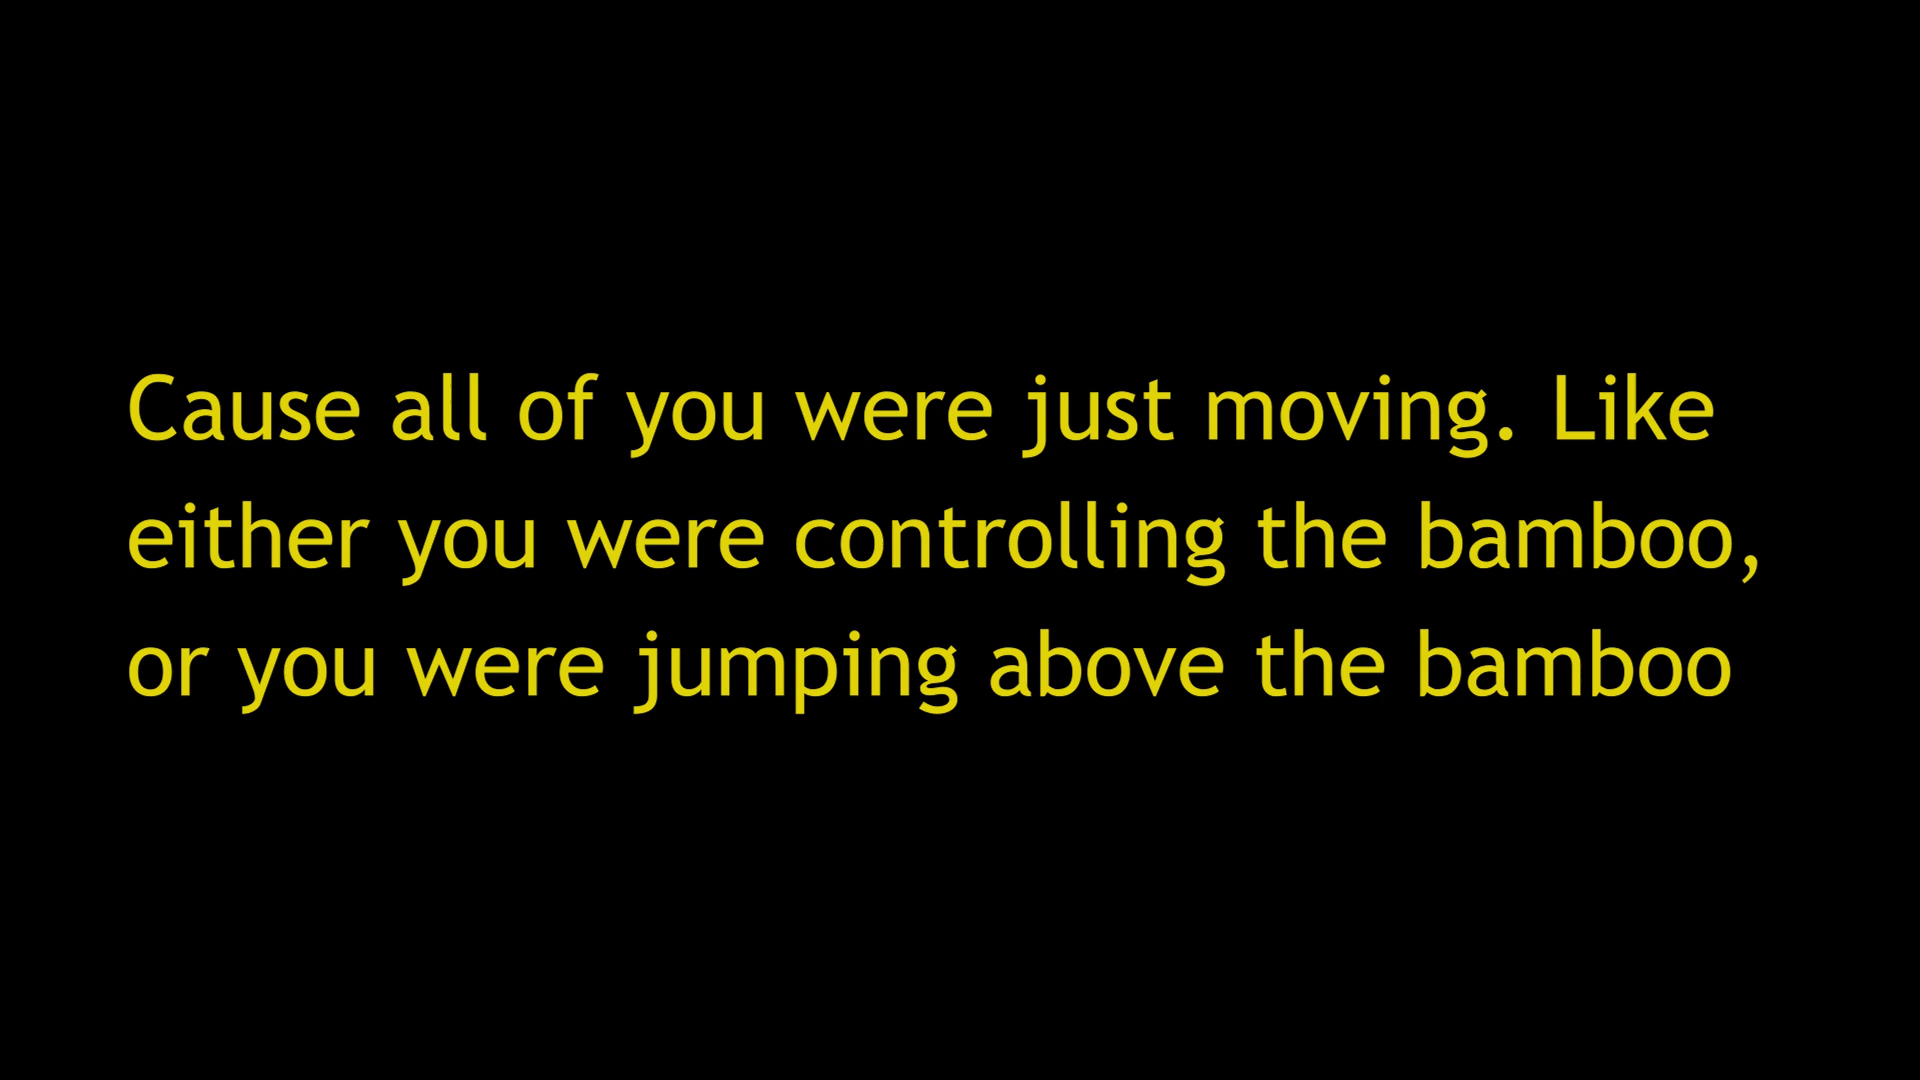 Cause all of you were just moving. Like
either you were controlling the bamboo,
or you were jumping above the bamboo